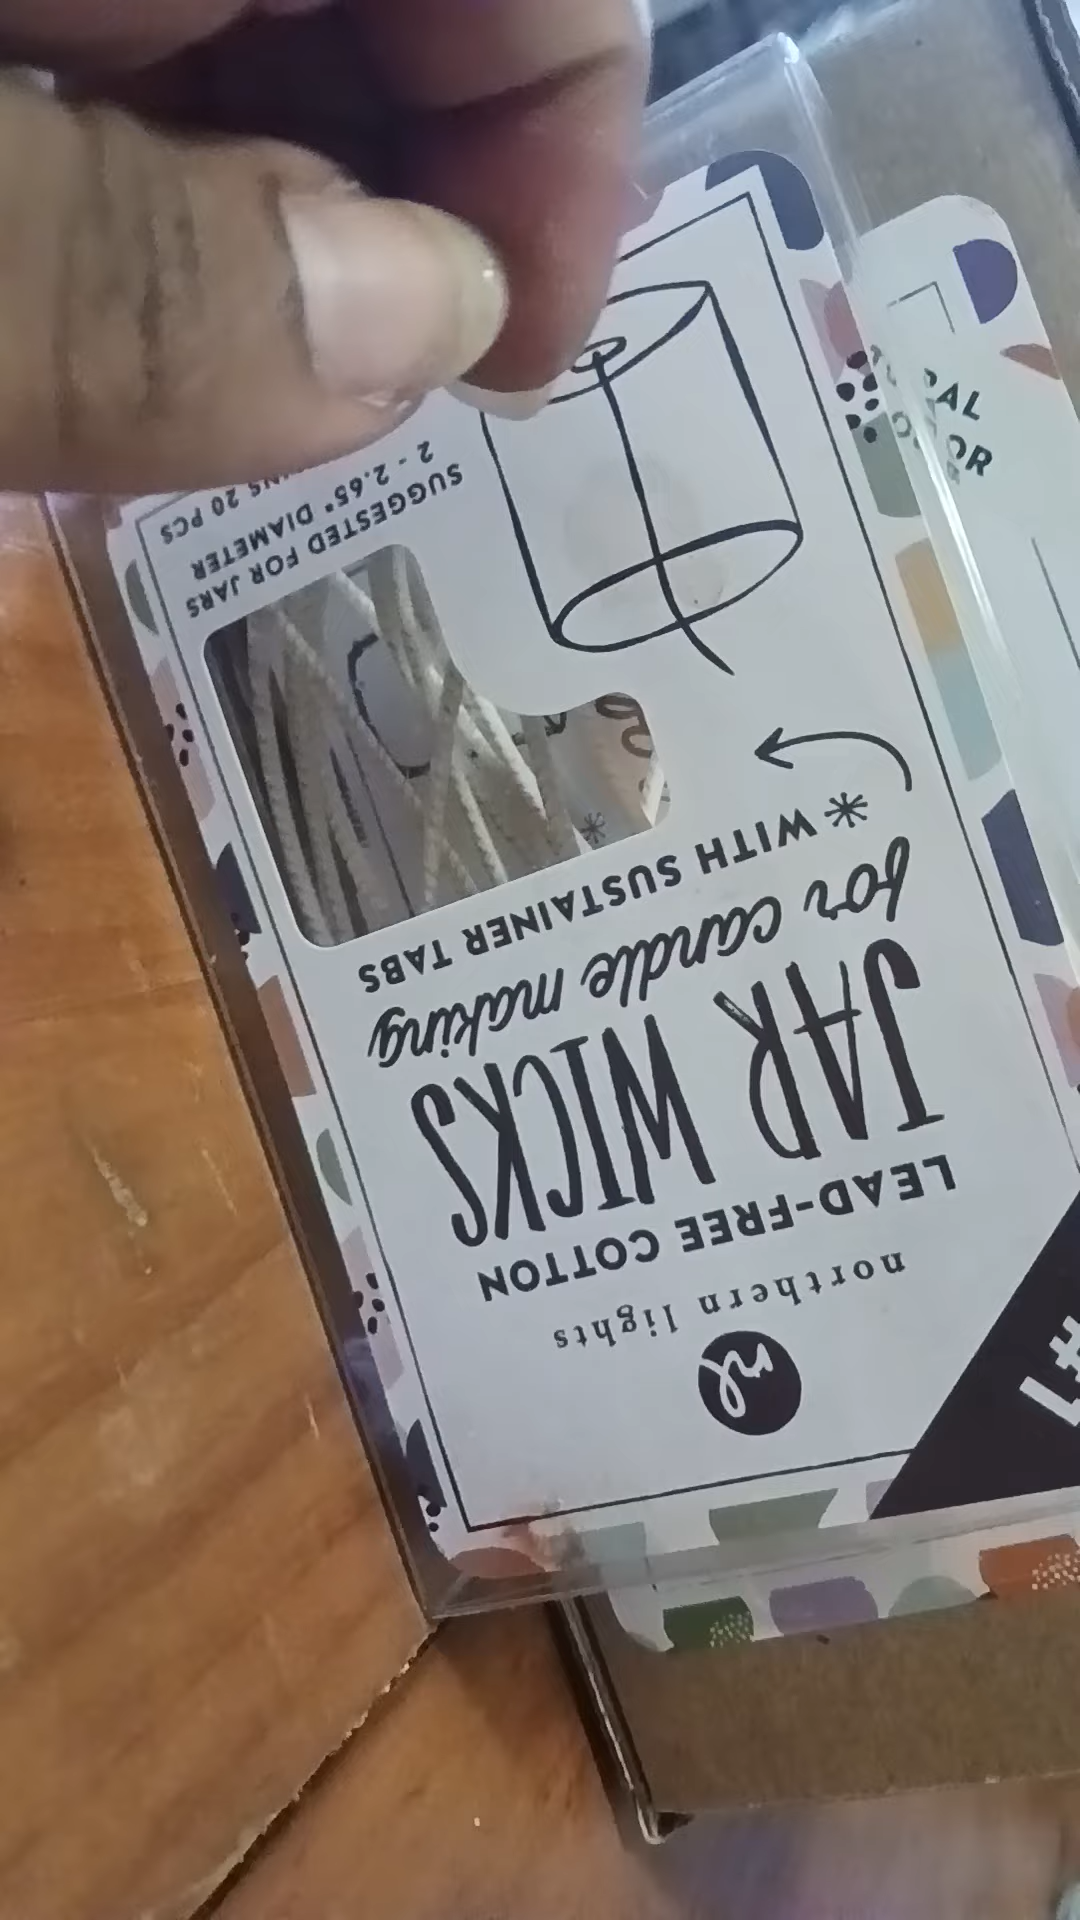 nl
northern lights
LEAD-FREE COTTON
JAR WICKS
for candle making
* WITH SUSTAINER TABS
SUGGESTED FOR JARS
2 - 2.65" DIAMETER
20 PCS
#1